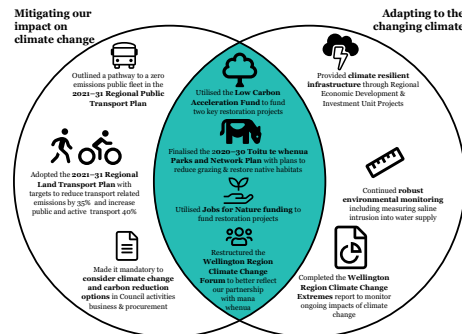 Mitigating our
impact on
climate change
Adapting to the
changing climate
Outlined a pathway to a zero
emissions public fleet in the
2021–31 Regional Public
Transport Plan
Adopted the 2021–31 Regional
Land Transport Plan with
targets to reduce transport related
emissions by 35% and increase
public and active transport 40%
Made it mandatory to
consider climate change
and carbon reduction
options in Council activities
business & procurement
Utilised the Low Carbon
Acceleration Fund to fund
two key restoration projects
Finalised the 2020–30 Toitu te whenua
Parks and Network Plan with plans to
reduce grazing & restore native habitats
Utilised Jobs for Nature funding to
fund restoration projects
Restructured the
Wellington Region
Climate Change
Forum to better reflect
our partnership
with mana
whenua
Provided climate resilient
infrastructure through Regional
Economic Development &
Investment Unit Projects
Continued robust
environmental monitoring
including measuring saline
intrusion into water supply
Completed the Wellington
Region Climate Change
Extremes report to monitor
ongoing impacts of climate
change